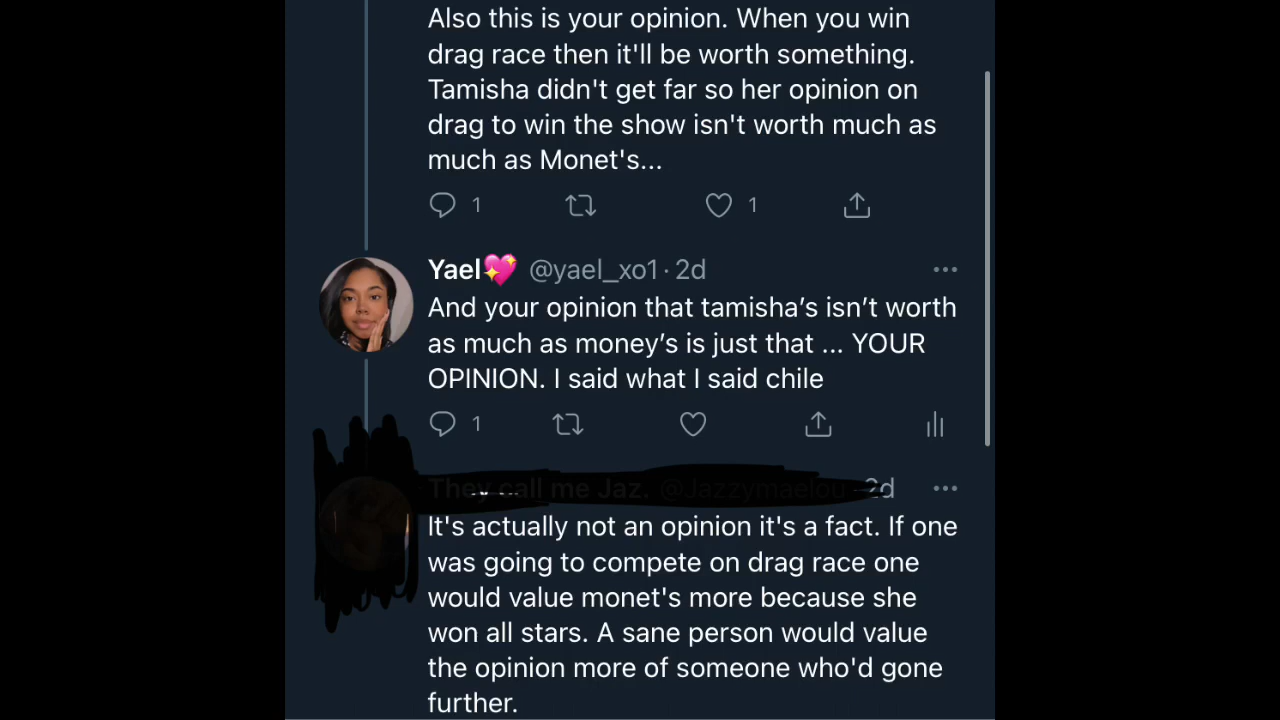 Also this is your opinion. When you win
drag race then it'll be worth something.
Tamisha didn't get far so her opinion on
drag to win the show isn't worth much as
much as Monet's...
1 1
Yael💖 @yael_xo1 · 2d
And your opinion that tamisha’s isn’t worth
as much as money’s is just that ... YOUR
OPINION. I said what I said chile
1
They call me Jaz. @Jazzymaelou · 2d
It's actually not an opinion it's a fact. If one
was going to compete on drag race one
would value monet's more because she
won all stars. A sane person would value
the opinion more of someone who'd gone
further.